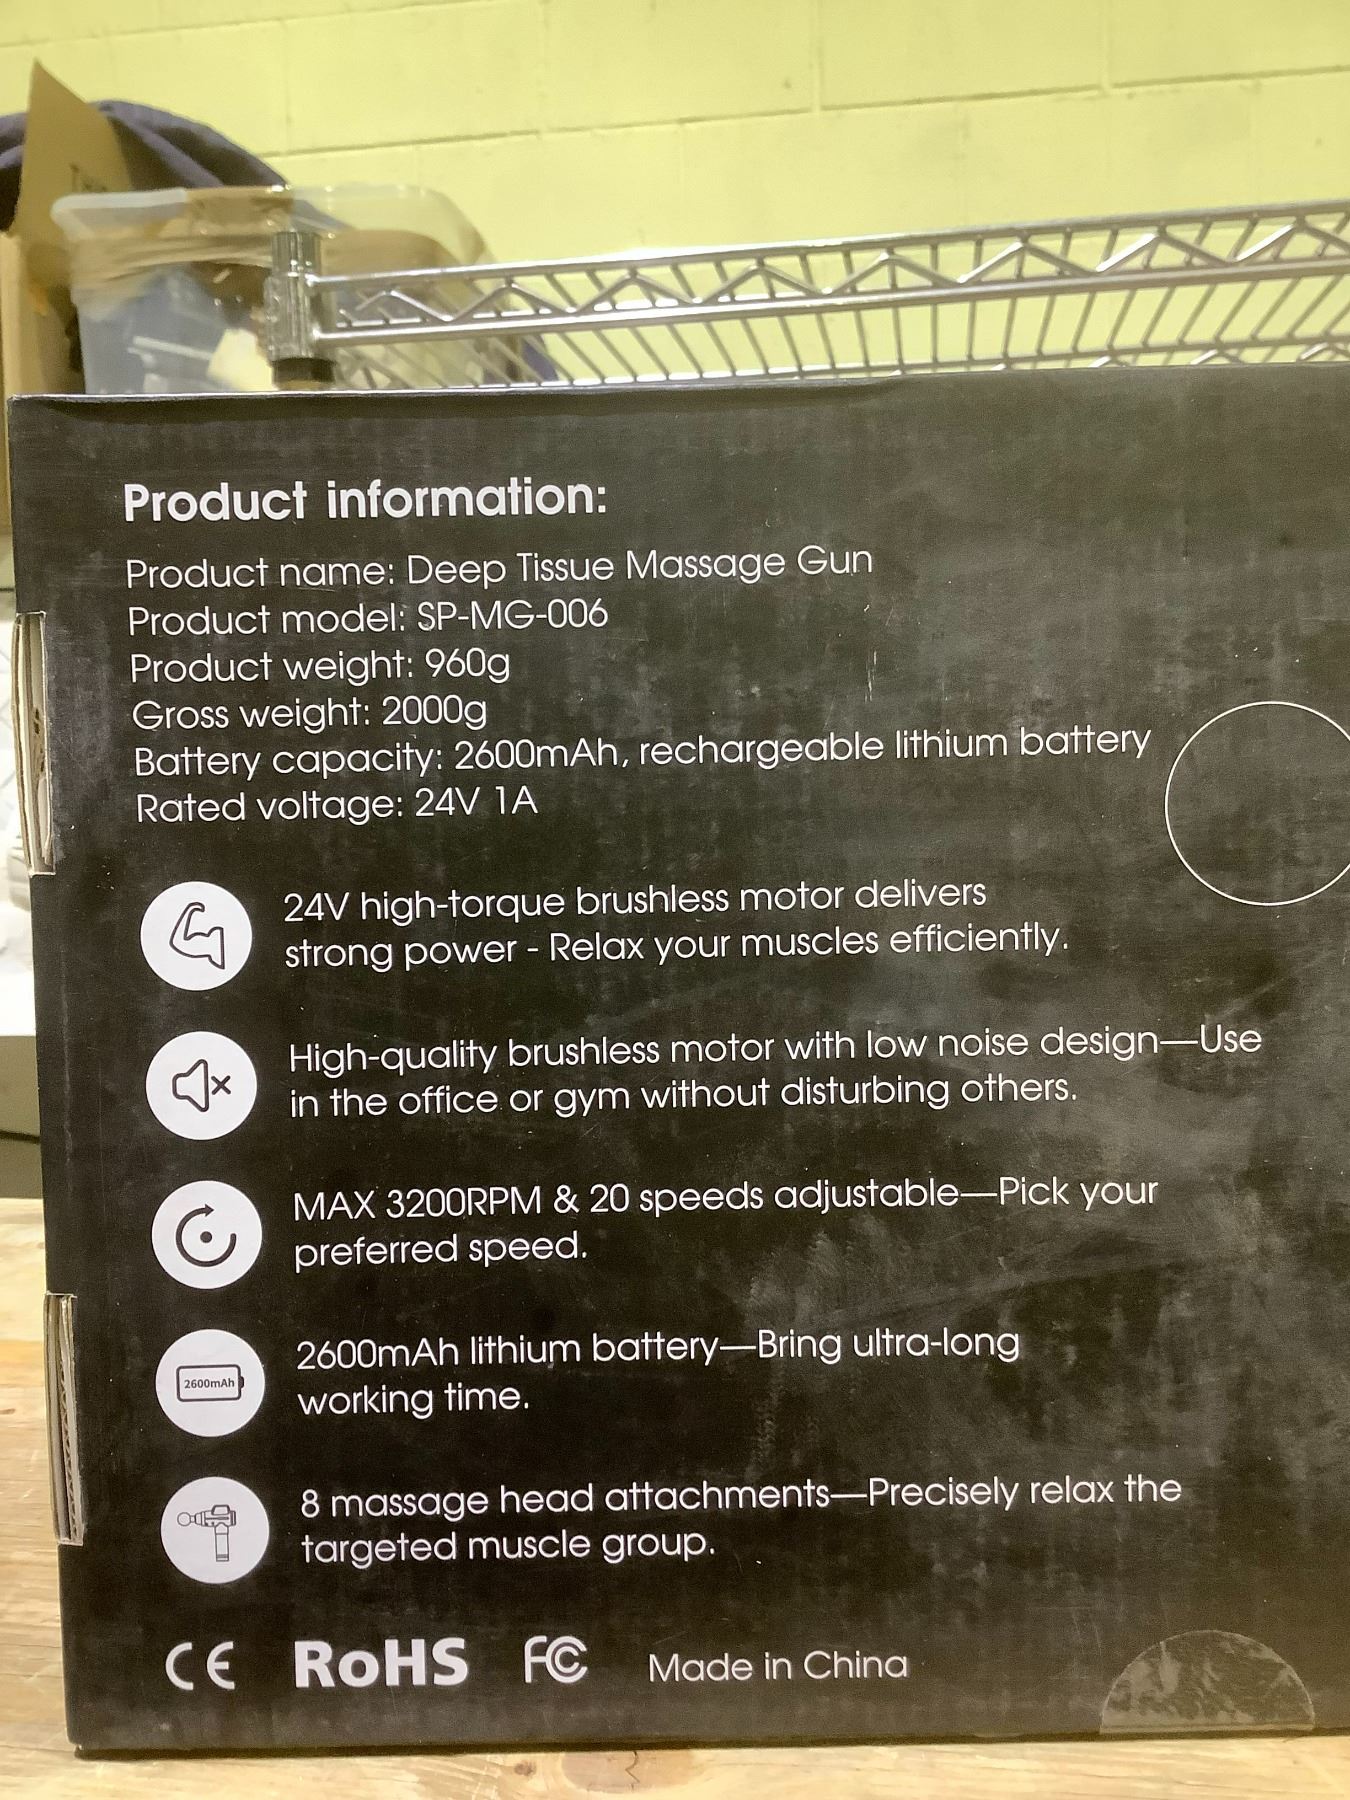 Product information:
Product name: Deep Tissue Massage Gun
Product model: SP-MG-006
Product weight: 960g
Gross weight: 2000g
Battery capacity: 2600mAh, rechargeable lithium battery
Rated voltage: 24V 1A
24V high-torque brushless motor delivers
strong power - Relax your muscles efficiently.
High-quality brushless motor with low noise design—Use
in the office or gym without disturbing others.
MAX 3200RPM & 20 speeds adjustable—Pick your
preferred speed.
2600mAh
2600mAh lithium battery—Bring ultra-long
working time.
8 massage head attachments—Precisely relax the
targeted muscle group.
CE RoHS FC Made in China